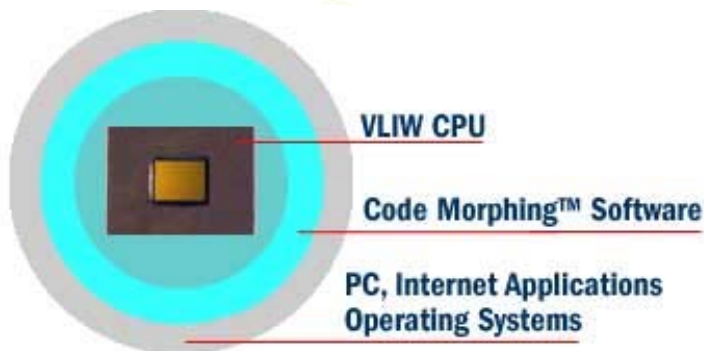 VLIW CPU
Code Morphing™ Software
PC, Internet Applications
Operating Systems